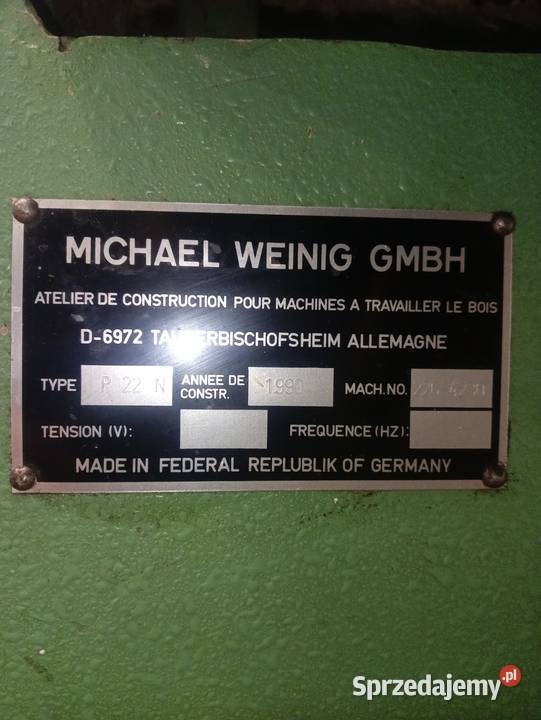 MICHAEL WEINIG GMBH
ATELIER DE CONSTRUCTION POUR MACHINES A TRAVAILLER LE BOIS
D-6972 TAUBERBISCHOFSHEIM ALLEMAGNE
TYPE P 22 N ANNEE DE CONSTR. 1990 MACH.NO.
TENSION (V): FREQUENCE (HZ):
MADE IN FEDERAL REPLUBLIK OF GERMANY
Sprzedajemy.pl